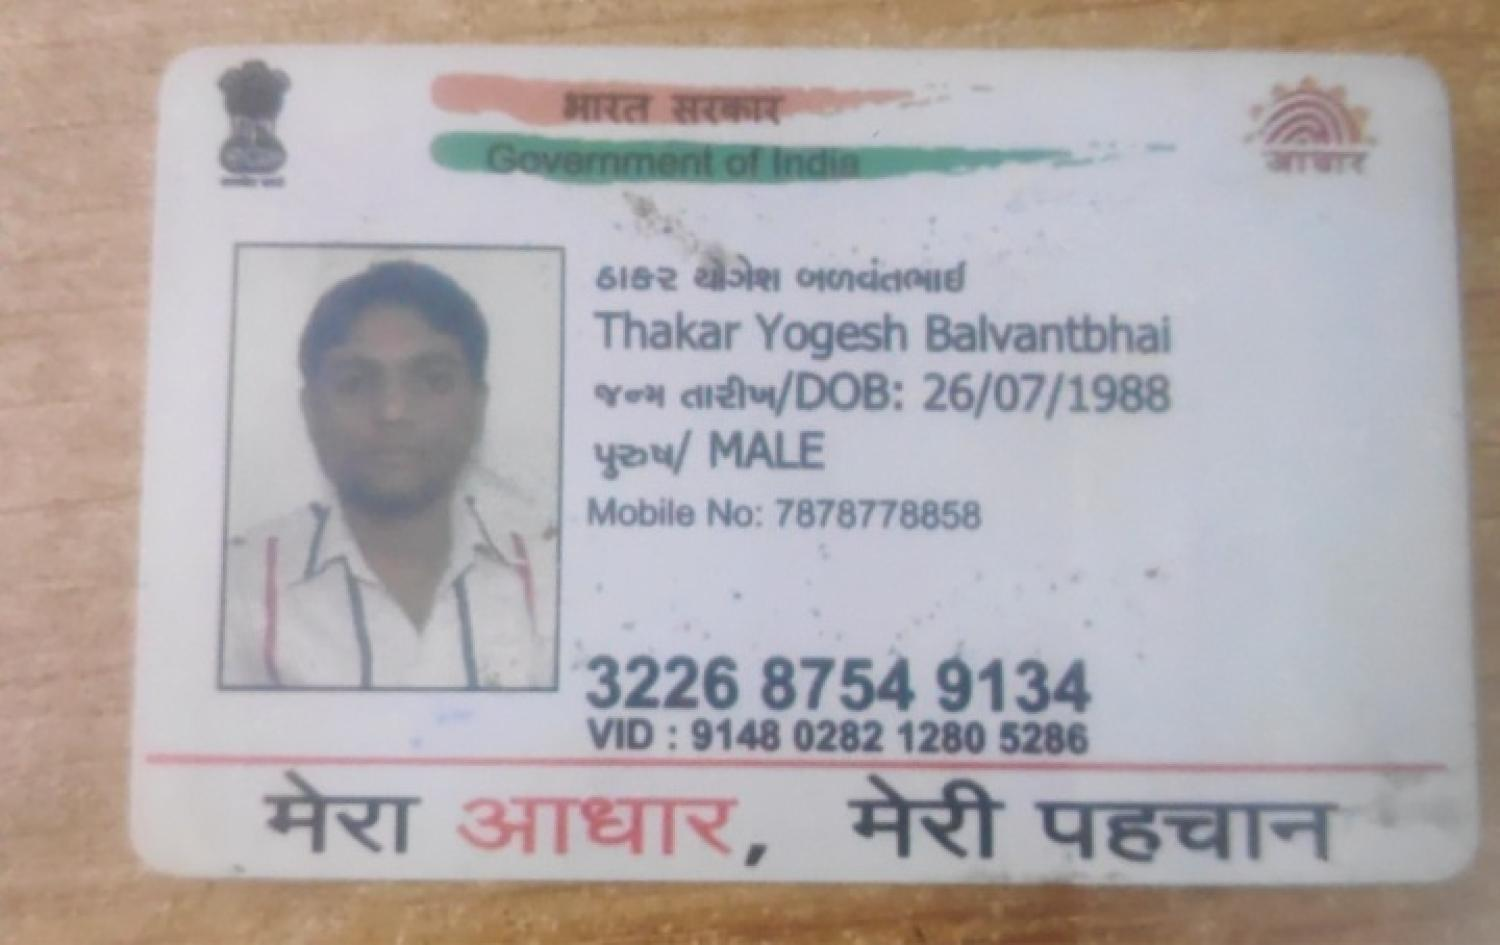 भारत सरकार
Government of India
आधार
ઠાકર યોગેશ બળવંતભાઈ
Thakar Yogesh Balvantbhai
જન્મ તારીખ/DOB: 26/07/1988
પુરુષ/ MALE
Mobile No: 7878778858
3226 8754 9134
VID : 9148 0282 1280 5286
मेरा आधार, मेरी पहचान